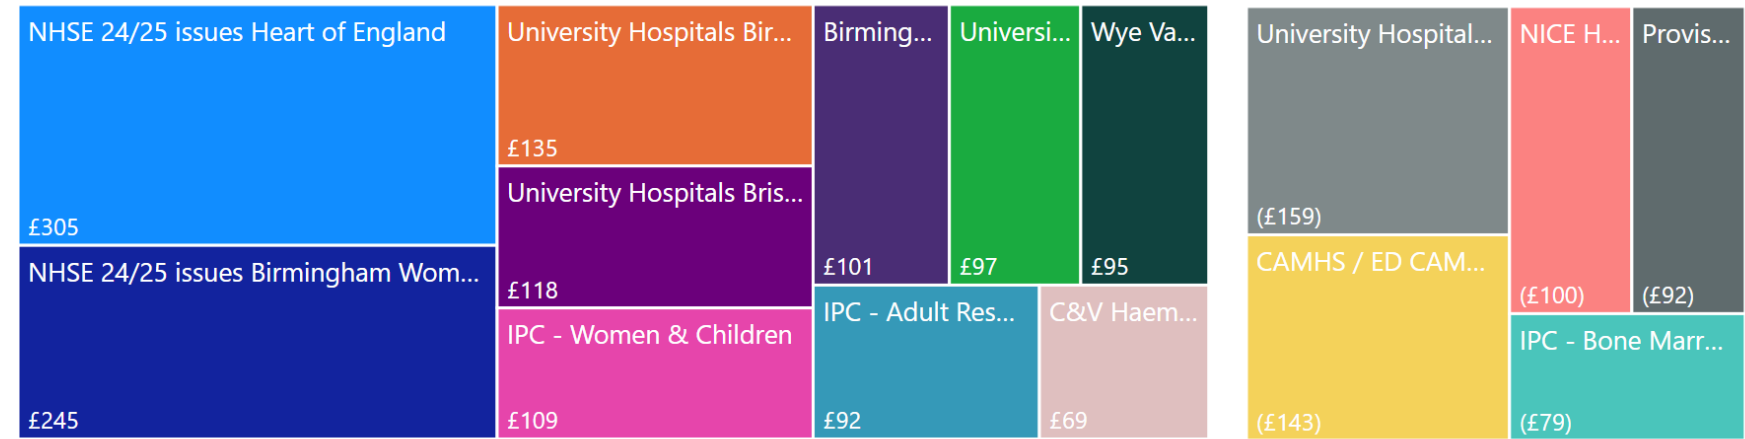 NHSE 24/25 issues Heart of England
£305
NHSE 24/25 issues Birmingham Wom...
£245
University Hospitals Bir...
£135
University Hospitals Bris...
£118
IPC - Women & Children
£109
Birming...
£101
Universi...
£97
Wye Va...
£95
IPC - Adult Res...
£92
C&V Haem...
£69
University Hospital...
(£159)
CAMHS / ED CAM...
(£143)
NICE H...
(£100)
Provis...
(£92)
IPC - Bone Marr...
(£79)